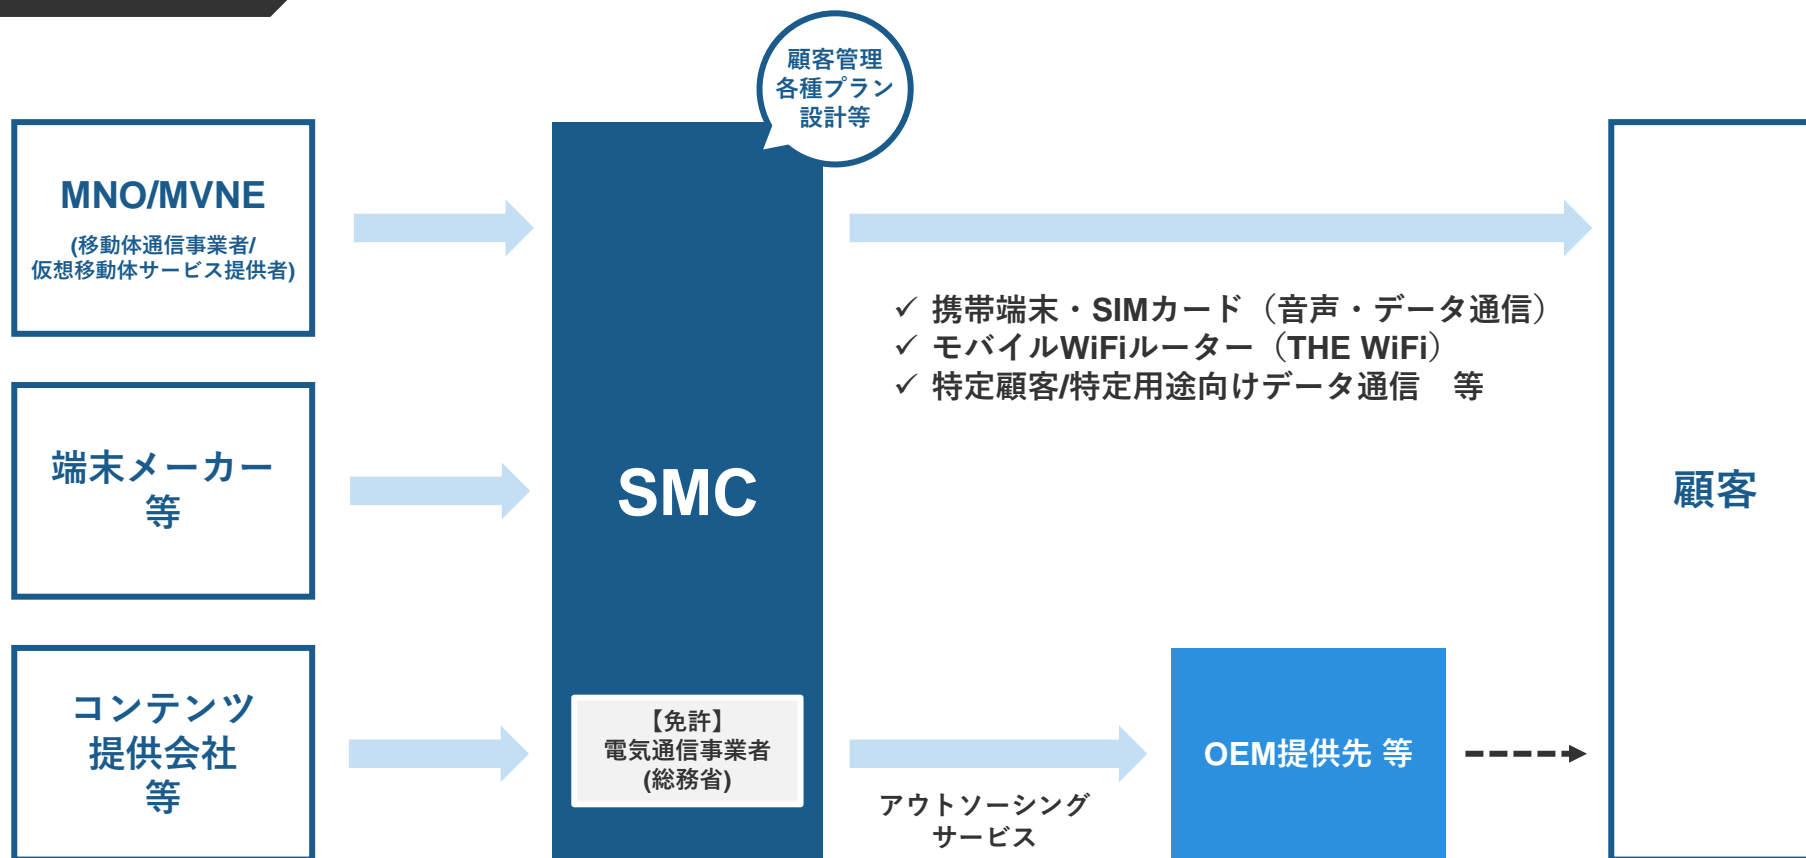 顧客管理
各種プラン
設計等
MNO/MVNE
(移動体通信事業者/
仮想移動体サービス提供者)
端末メーカー
等
コンテンツ
提供会社
等
SMC
【免許】
電気通信事業者
(総務省)
✓ 携帯端末・SIMカード（音声・データ通信）
✓ モバイルWiFiルーター（THE WiFi）
✓ 特定顧客/特定用途向けデータ通信　等
アウトソーシング
サービス
OEM提供先 等
顧客